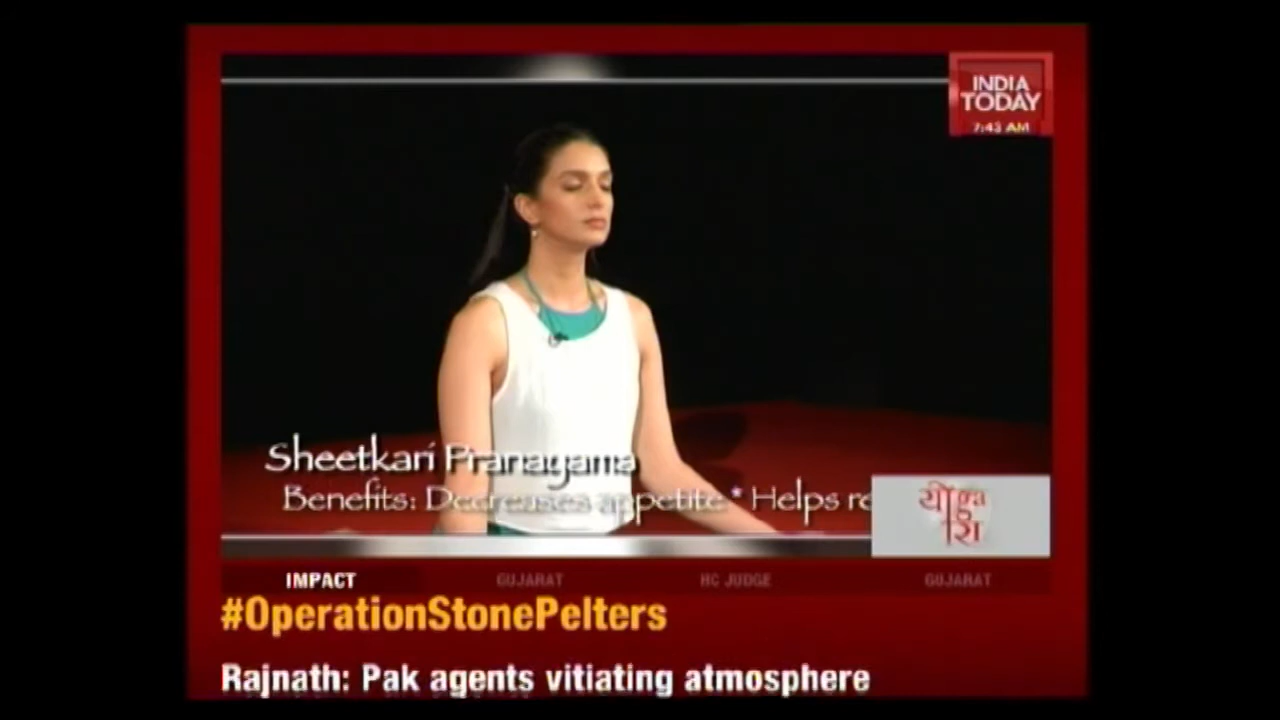 INDIA
TODAY
7:43 AM
Sheetkari Pranayama
Benefits: Decreases appetite * Helps re
IMPACT
GUJARAT
HC JUDGE
GUJARAT
#OperationStonePelters
Rajnath: Pak agents vitiating atmosphere